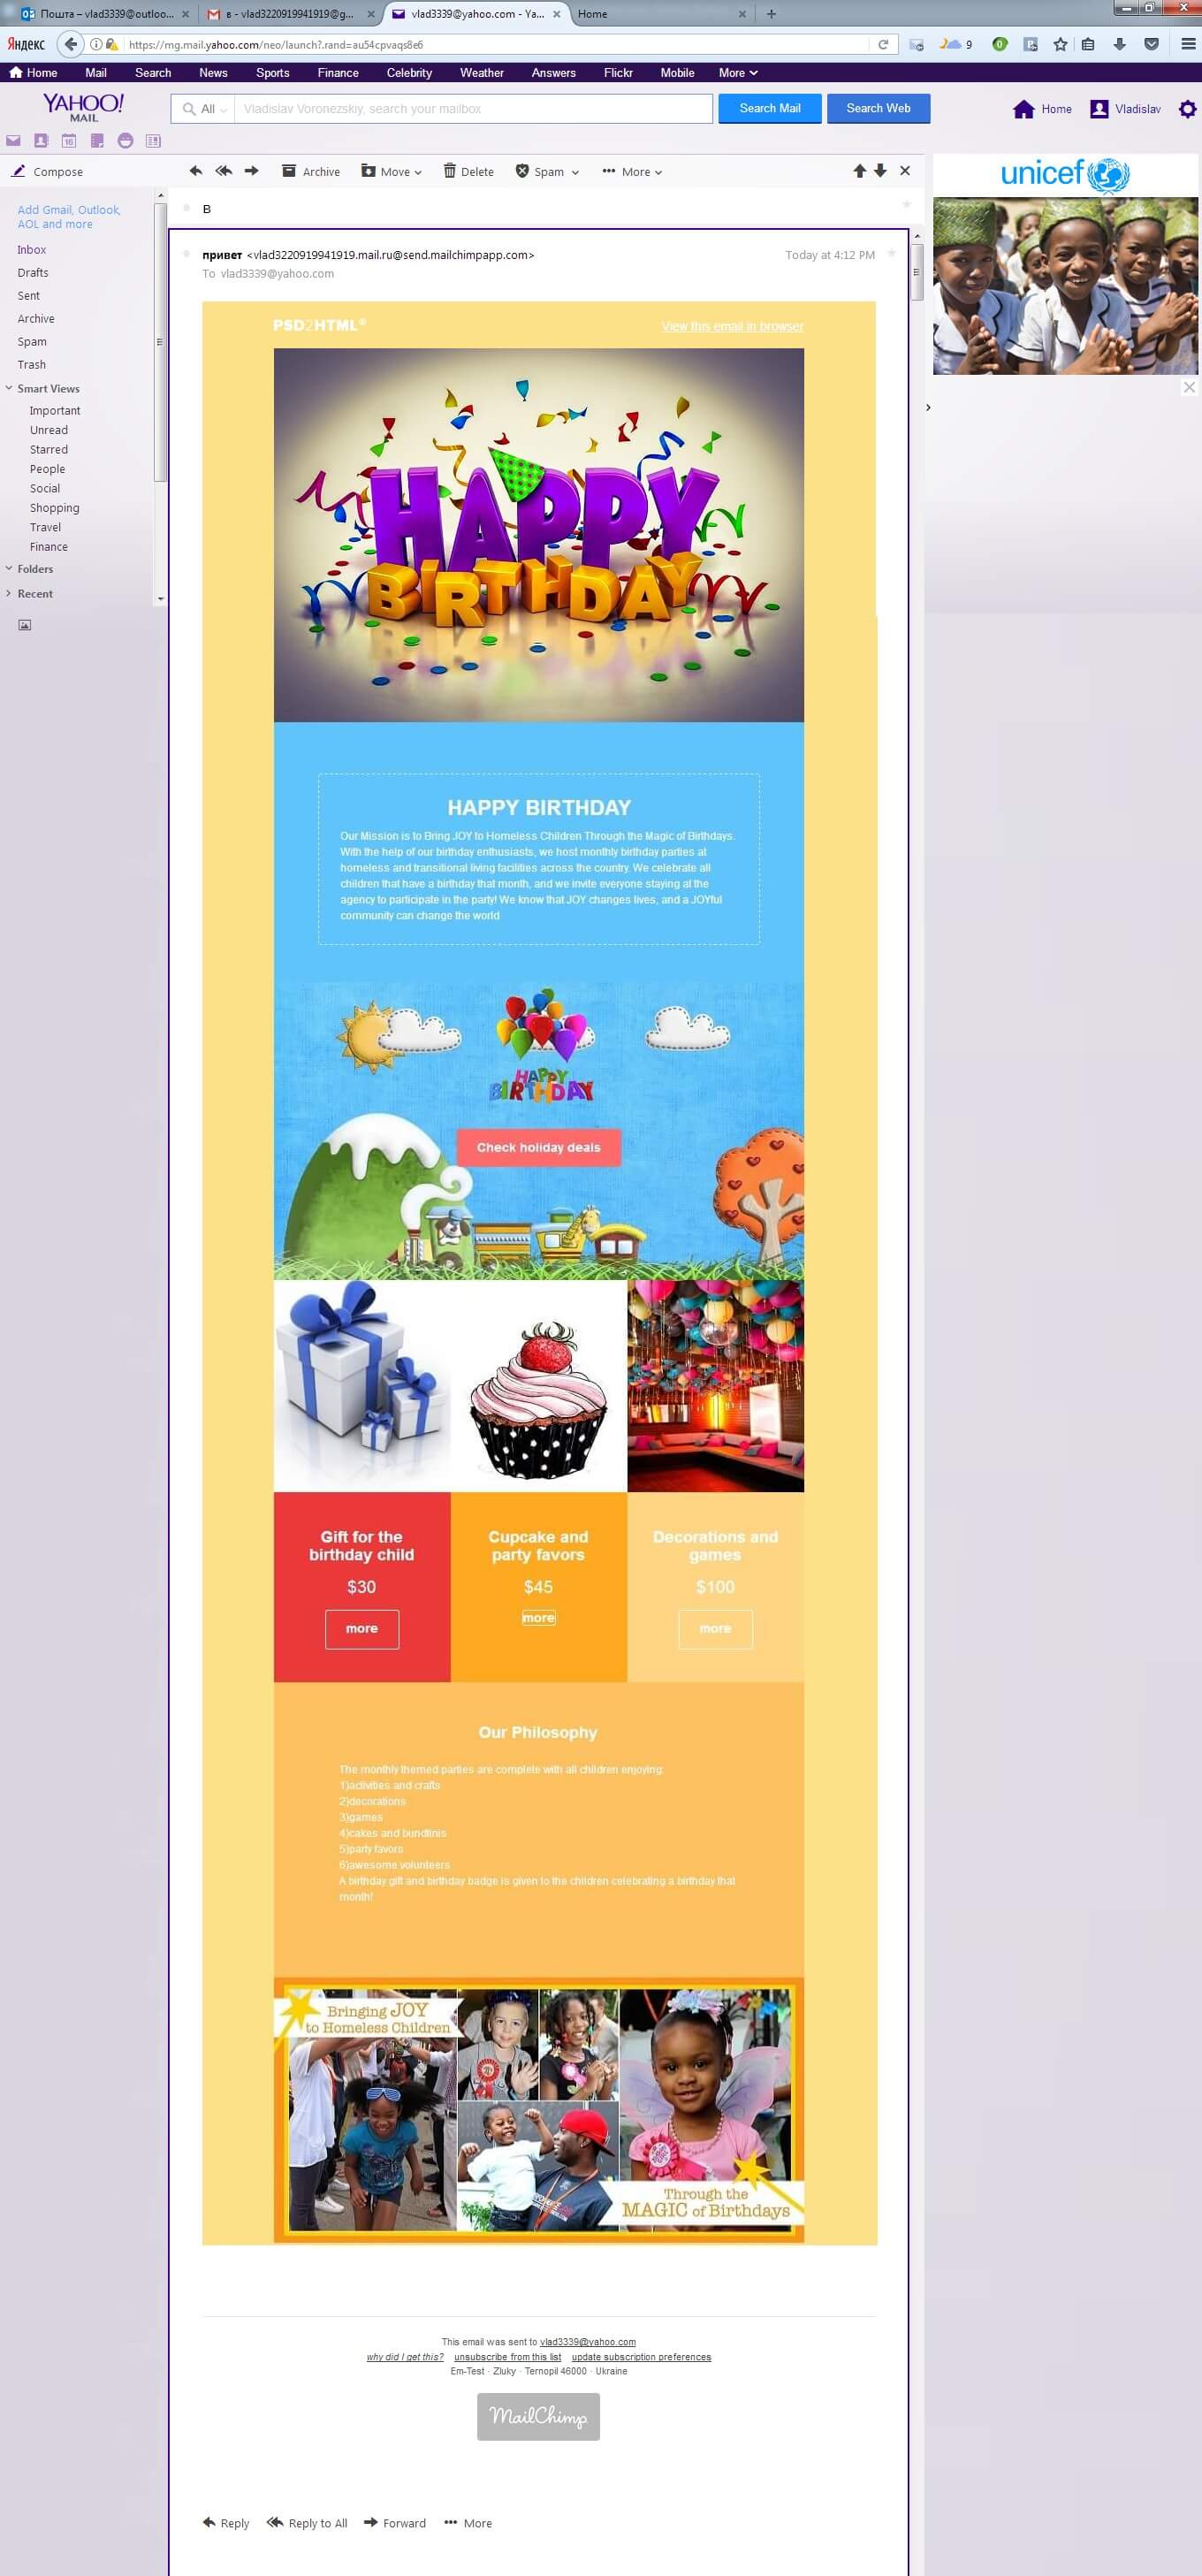 Пошта – vlad3339@outloo...
в - vlad3220919941919@g...
vlad3339@yahoo.com - Ya...
Home
Яндекс
https://mg.mail.yahoo.com/neo/launch?.rand=au54cpvaqs8e6
9
0
Home Mail Search News Sports Finance Celebrity Weather Answers Flickr Mobile More
YAHOO!
MAIL
All
Vladislav Voronezskiy, search your mailbox
Search Mail
Search Web
Home
Vladislav
16
Compose
Archive Move Delete Spam More
unicef
Add Gmail, Outlook,
AOL and more
Inbox
Drafts
Sent
Archive
Spam
Trash
Smart Views
Important
Unread
Starred
People
Social
Shopping
Travel
Finance
Folders
Recent
В
привет <vlad3220919941919.mail.ru@send.mailchimpapp.com>
Today at 4:12 PM
To vlad3339@yahoo.com
PSD2HTML®
View this email in browser
HAPPY
BIRTHDAY
HAPPY BIRTHDAY
Our Mission is to Bring JOY to Homeless Children Through the Magic of Birthdays.
With the help of our birthday enthusiasts, we host monthly birthday parties at
homeless and transitional living facilities across the country. We celebrate all
children that have a birthday that month, and we invite everyone staying at the
agency to participate in the party! We know that JOY changes lives, and a JOYful
community can change the world
HAPPY
BIRTHDAY
Check holiday deals
Gift for the
birthday child
$30
more
Cupcake and
party favors
$45
more
Decorations and
games
$100
more
Our Philosophy
The monthly themed parties are complete with all children enjoying:
1)activities and crafts
2)decorations
3)games
4)cakes and bundtinis
5)party favors
6)awesome volunteers
A birthday gift and birthday badge is given to the children celebrating a birthday that
month!
Bringing JOY
to Homeless Children
Through the
MAGIC of Birthdays
This email was sent to vlad3339@yahoo.com
why did I get this? unsubscribe from this list update subscription preferences
Em-Test · Zluky · Ternopil 46000 · Ukraine
MailChimp
Reply Reply to All Forward More